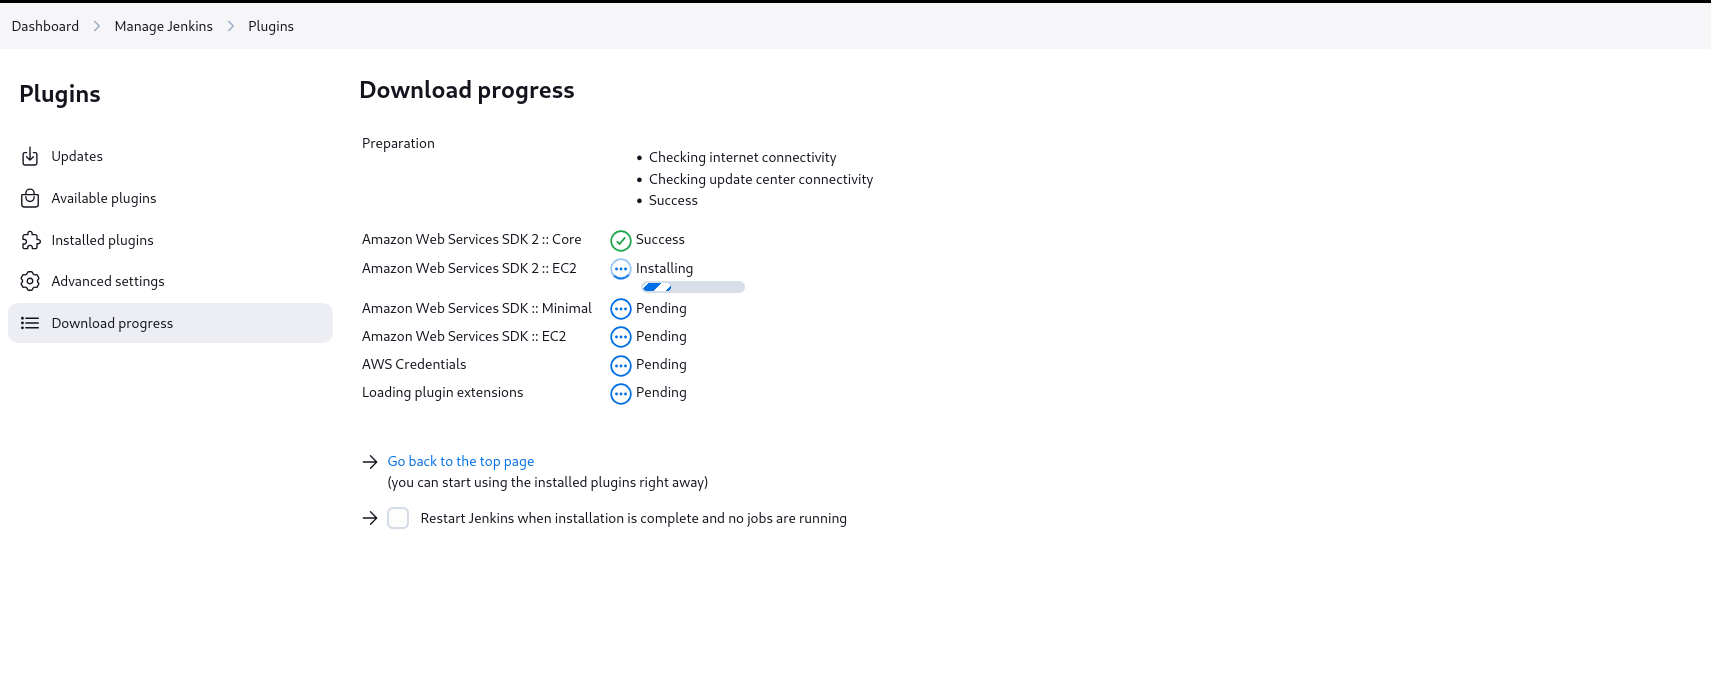 Dashboard > Manage Jenkins > Plugins
Plugins
Updates
Available plugins
Installed plugins
Advanced settings
Download progress
Download progress
Preparation
• Checking internet connectivity
• Checking update center connectivity
• Success
Amazon Web Services SDK 2 :: Core Success
Amazon Web Services SDK 2 :: EC2 Installing
Amazon Web Services SDK :: Minimal Pending
Amazon Web Services SDK :: EC2 Pending
AWS Credentials Pending
Loading plugin extensions Pending
→ Go back to the top page
(you can start using the installed plugins right away)
→ Restart Jenkins when installation is complete and no jobs are running